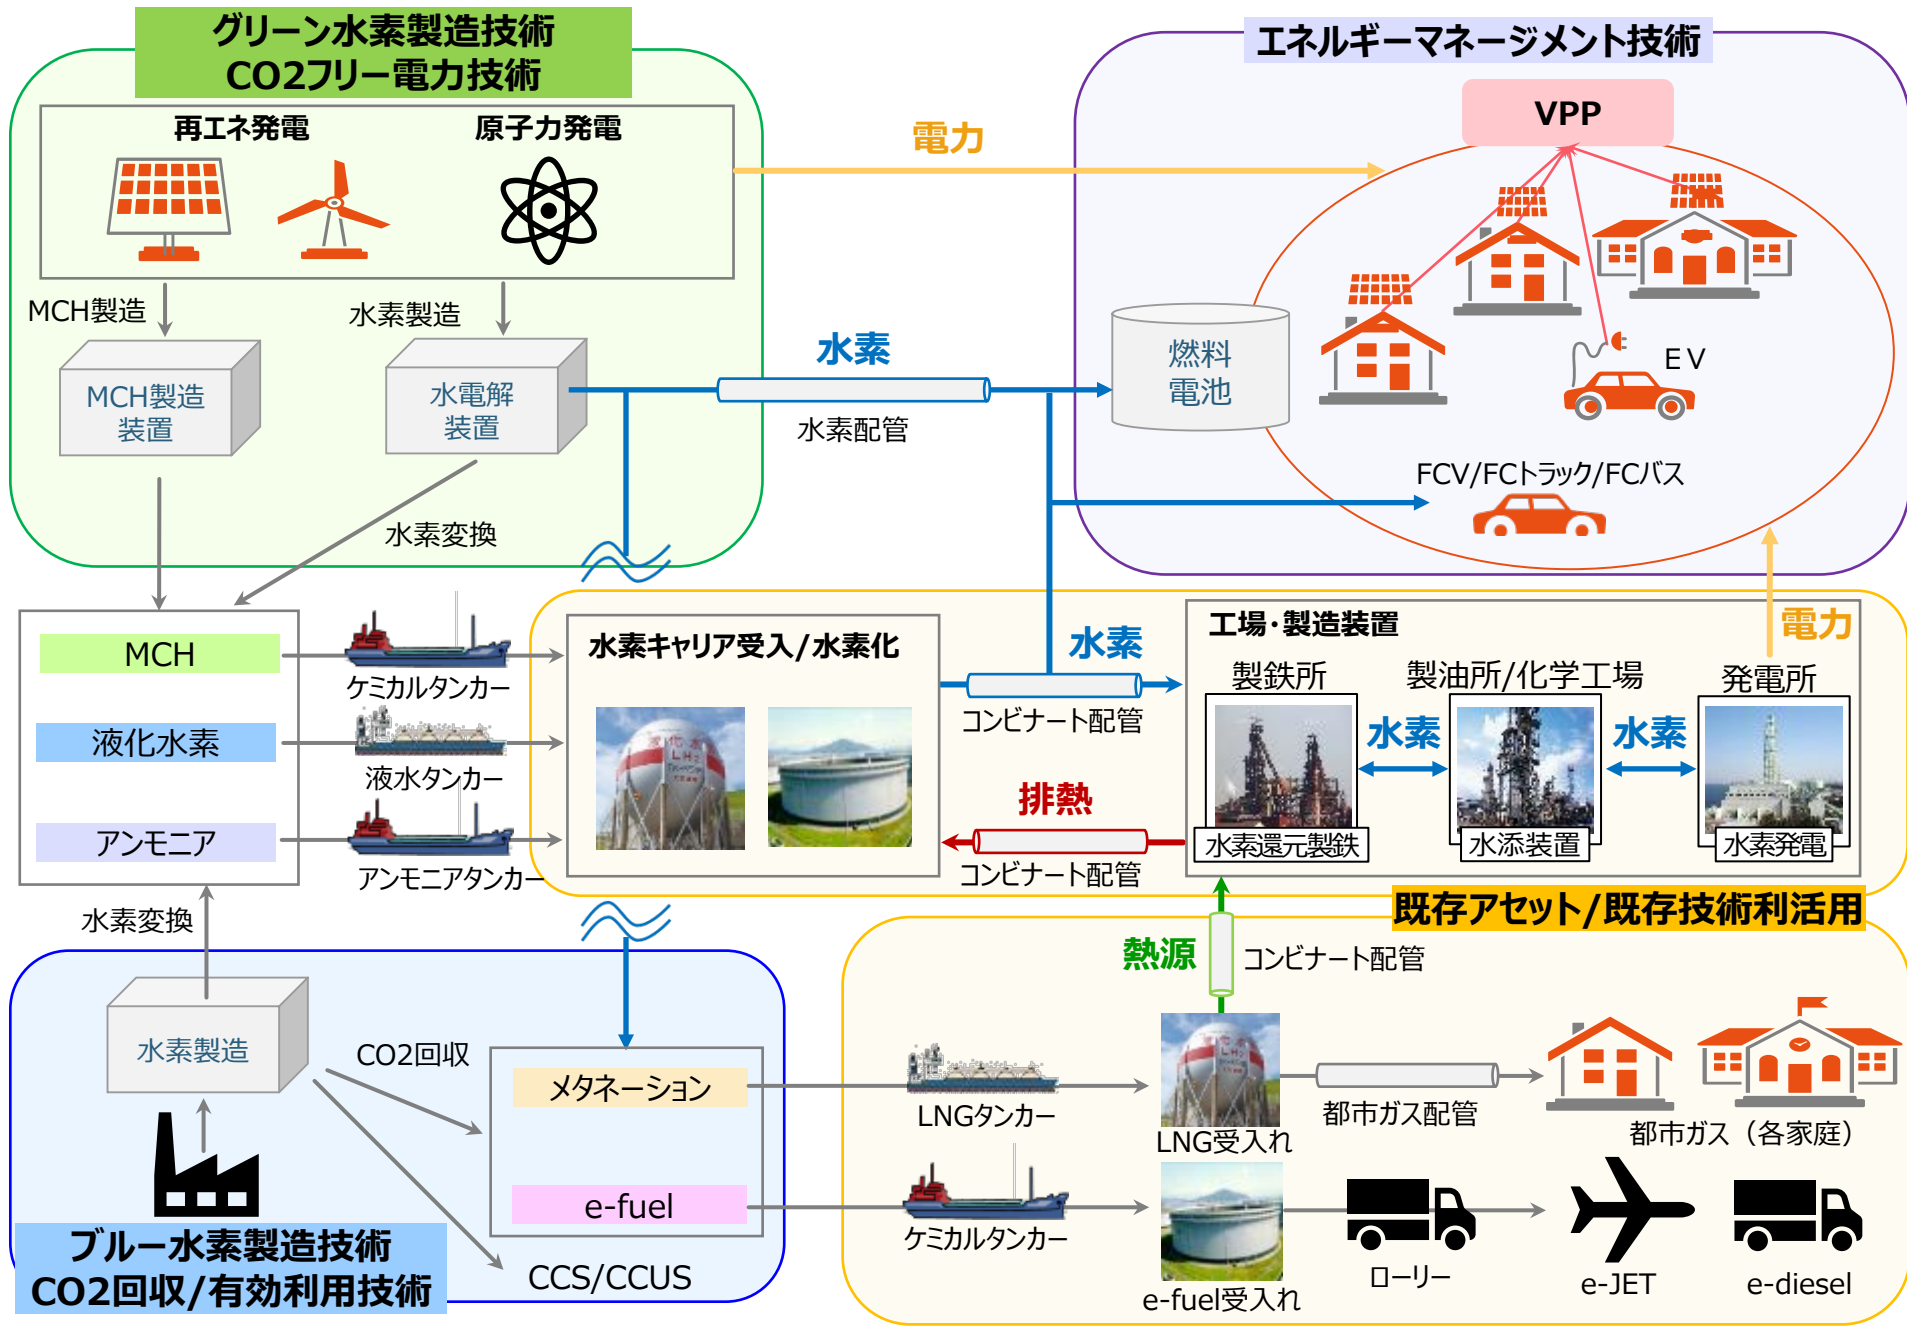 グリーン水素製造技術
CO2フリー電力技術
再エネ発電
原子力発電
MCH製造
水素製造
MCH製造
装置
水電解
装置
水素変換
電力
水素
水素配管
エネルギーマネージメント技術
VPP
燃料
電池
EV
FCV/FCトラック/FCバス
MCH
液化水素
アンモニア
ケミカルタンカー
液水タンカー
アンモニアタンカー
水素キャリア受入/水素化
LH2
水素
コンビナート配管
排熱
コンビナート配管
工場・製造装置
電力
製鉄所
製油所/化学工場
発電所
水素
水素
水素還元製鉄
水添装置
水素発電
既存アセット/既存技術利活用
水素変換
水素製造
CO2回収
メタネーション
e-fuel
CCS/CCUS
ブルー水素製造技術
CO2回収/有効利用技術
熱源
コンビナート配管
LNGタンカー
LH2
LNG受入れ
都市ガス配管
都市ガス（各家庭）
ケミカルタンカー
e-fuel受入れ
ローリー
e-JET
e-diesel